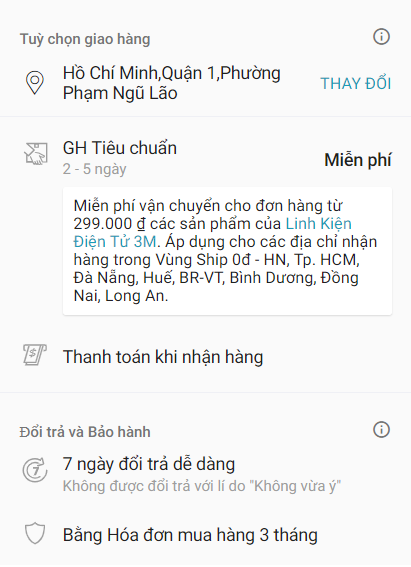 Tuỳ chọn giao hàng
Hồ Chí Minh,Quận 1,Phường
Phạm Ngũ Lão
THAY ĐỔI
GH Tiêu chuẩn
2 - 5 ngày
Miễn phí
Miễn phí vận chuyển cho đơn hàng từ
299.000 ₫ các sản phẩm của Linh Kiện
Điện Tử 3M. Áp dụng cho các địa chỉ nhận
hàng trong Vùng Ship 0đ - HN, Tp. HCM,
Đà Nẵng, Huế, BR-VT, Bình Dương, Đồng
Nai, Long An.
Thanh toán khi nhận hàng
Đổi trả và Bảo hành
7
7 ngày đổi trả dễ dàng
Không được đổi trả với lí do "Không vừa ý"
Bằng Hóa đơn mua hàng 3 tháng